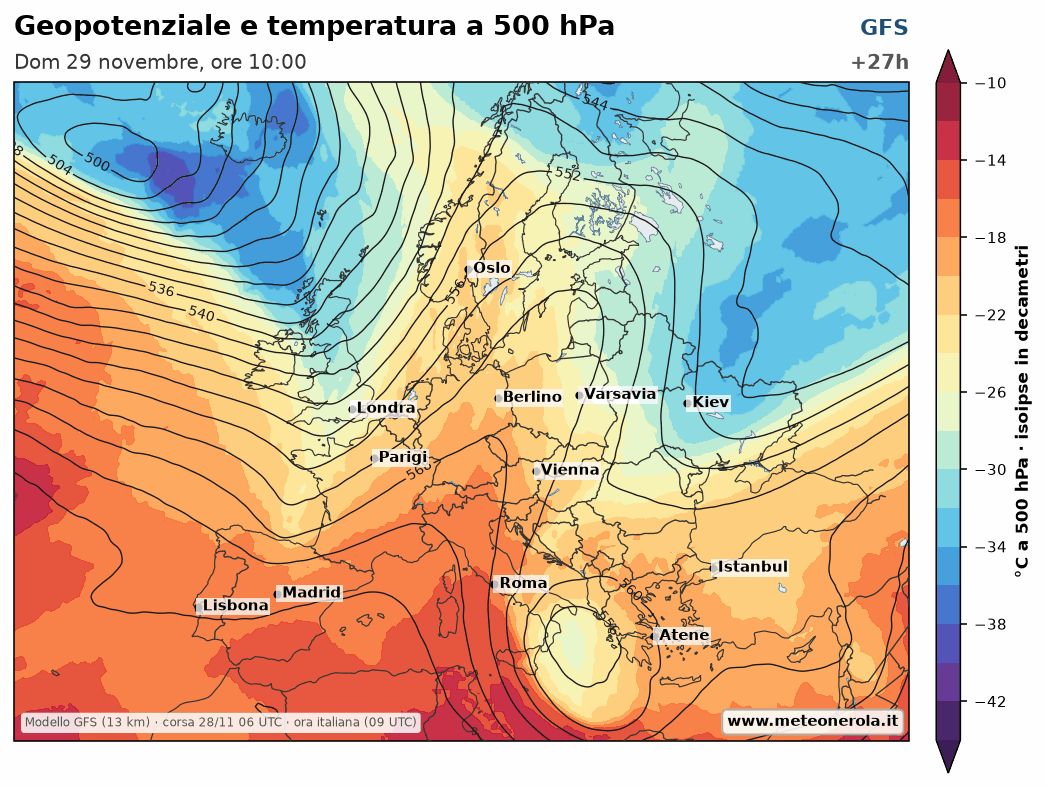 Geopotenziale e temperatura a 500 hPa
GFS
Dom 29 novembre, ore 10:00
+27h
544
500
504
8
552
536
540
556
Oslo
Londra
Berlino
Varsavia
Kiev
Parigi
560
Vienna
Lisbona
Madrid
Roma
560
556
Istanbul
Atene
Modello GFS (13 km) · corsa 28/11 06 UTC · ora italiana (09 UTC)
www.meteonerola.it
−10
−14
−18
−22
−26
−30
−34
−38
−42
°C a 500 hPa · isoipse in decametri